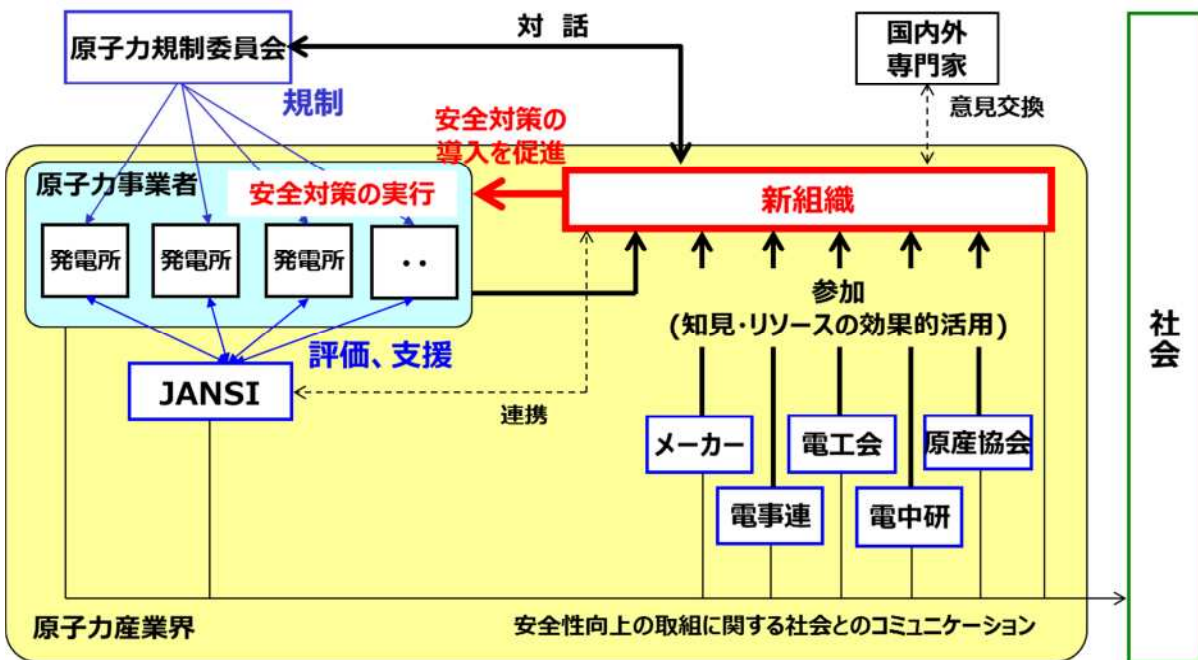 原子力規制委員会
対 話
国内外
専門家
規制
意見交換
安全対策の
導入を促進
原子力事業者
安全対策の実行
新組織
発電所
発電所
発電所
・・
参加
(知見・リソースの効果的活用)
評価、支援
JANSI
連携
メーカー
電工会
原産協会
電事連
電中研
社会
原子力産業界
安全性向上の取組に関する社会とのコミュニケーション